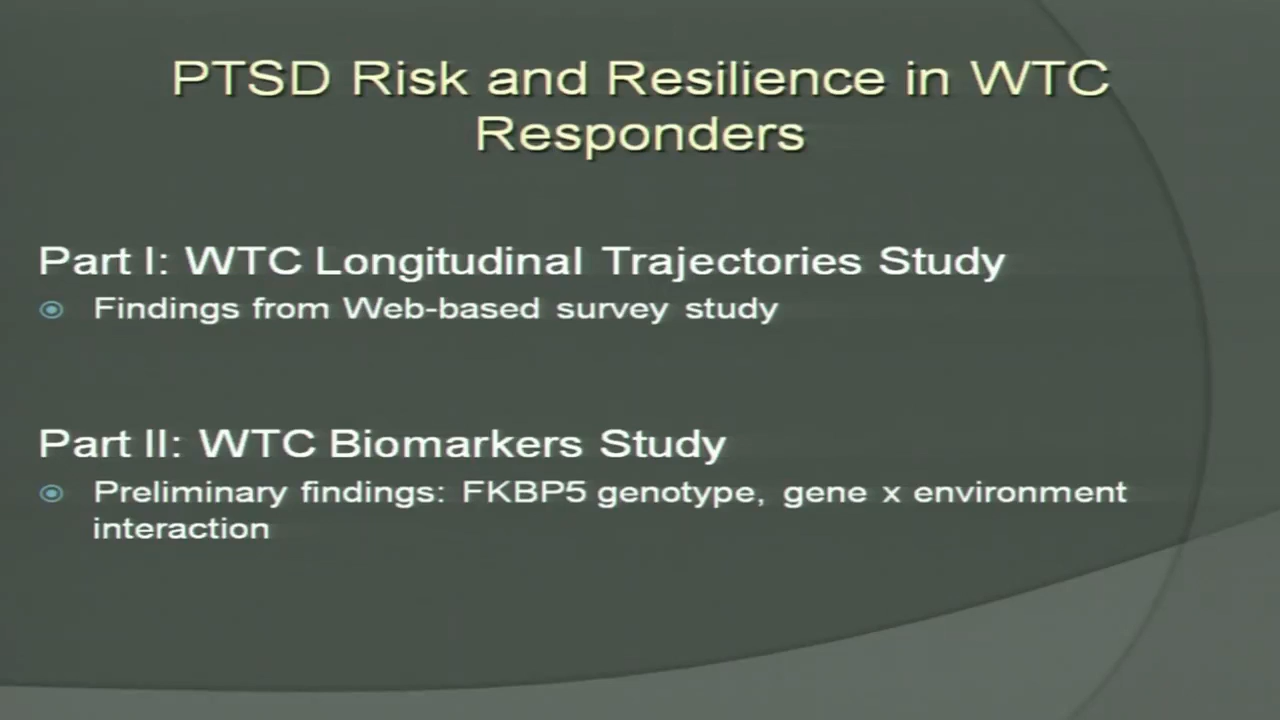 PTSD Risk and Resilience in WTC
Responders
Part I: WTC Longitudinal Trajectories Study
Findings from Web-based survey study
Part II: WTC Biomarkers Study
Preliminary findings: FKBP5 genotype, gene x environment
interaction